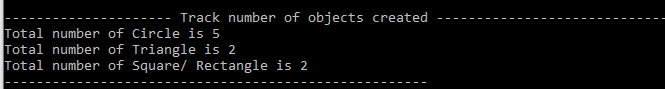 --------------------- Track number of objects created -----------------------------
Total number of Circle is 5
Total number of Triangle is 2
Total number of Square/ Rectangle is 2
-----------------------------------------------------